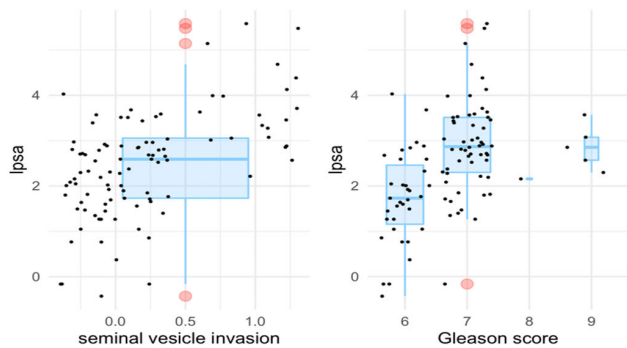 4
2
0
lpsa
0.0 0.5 1.0
seminal vesicle invasion
4
2
0
lpsa
6 7 8 9
Gleason score